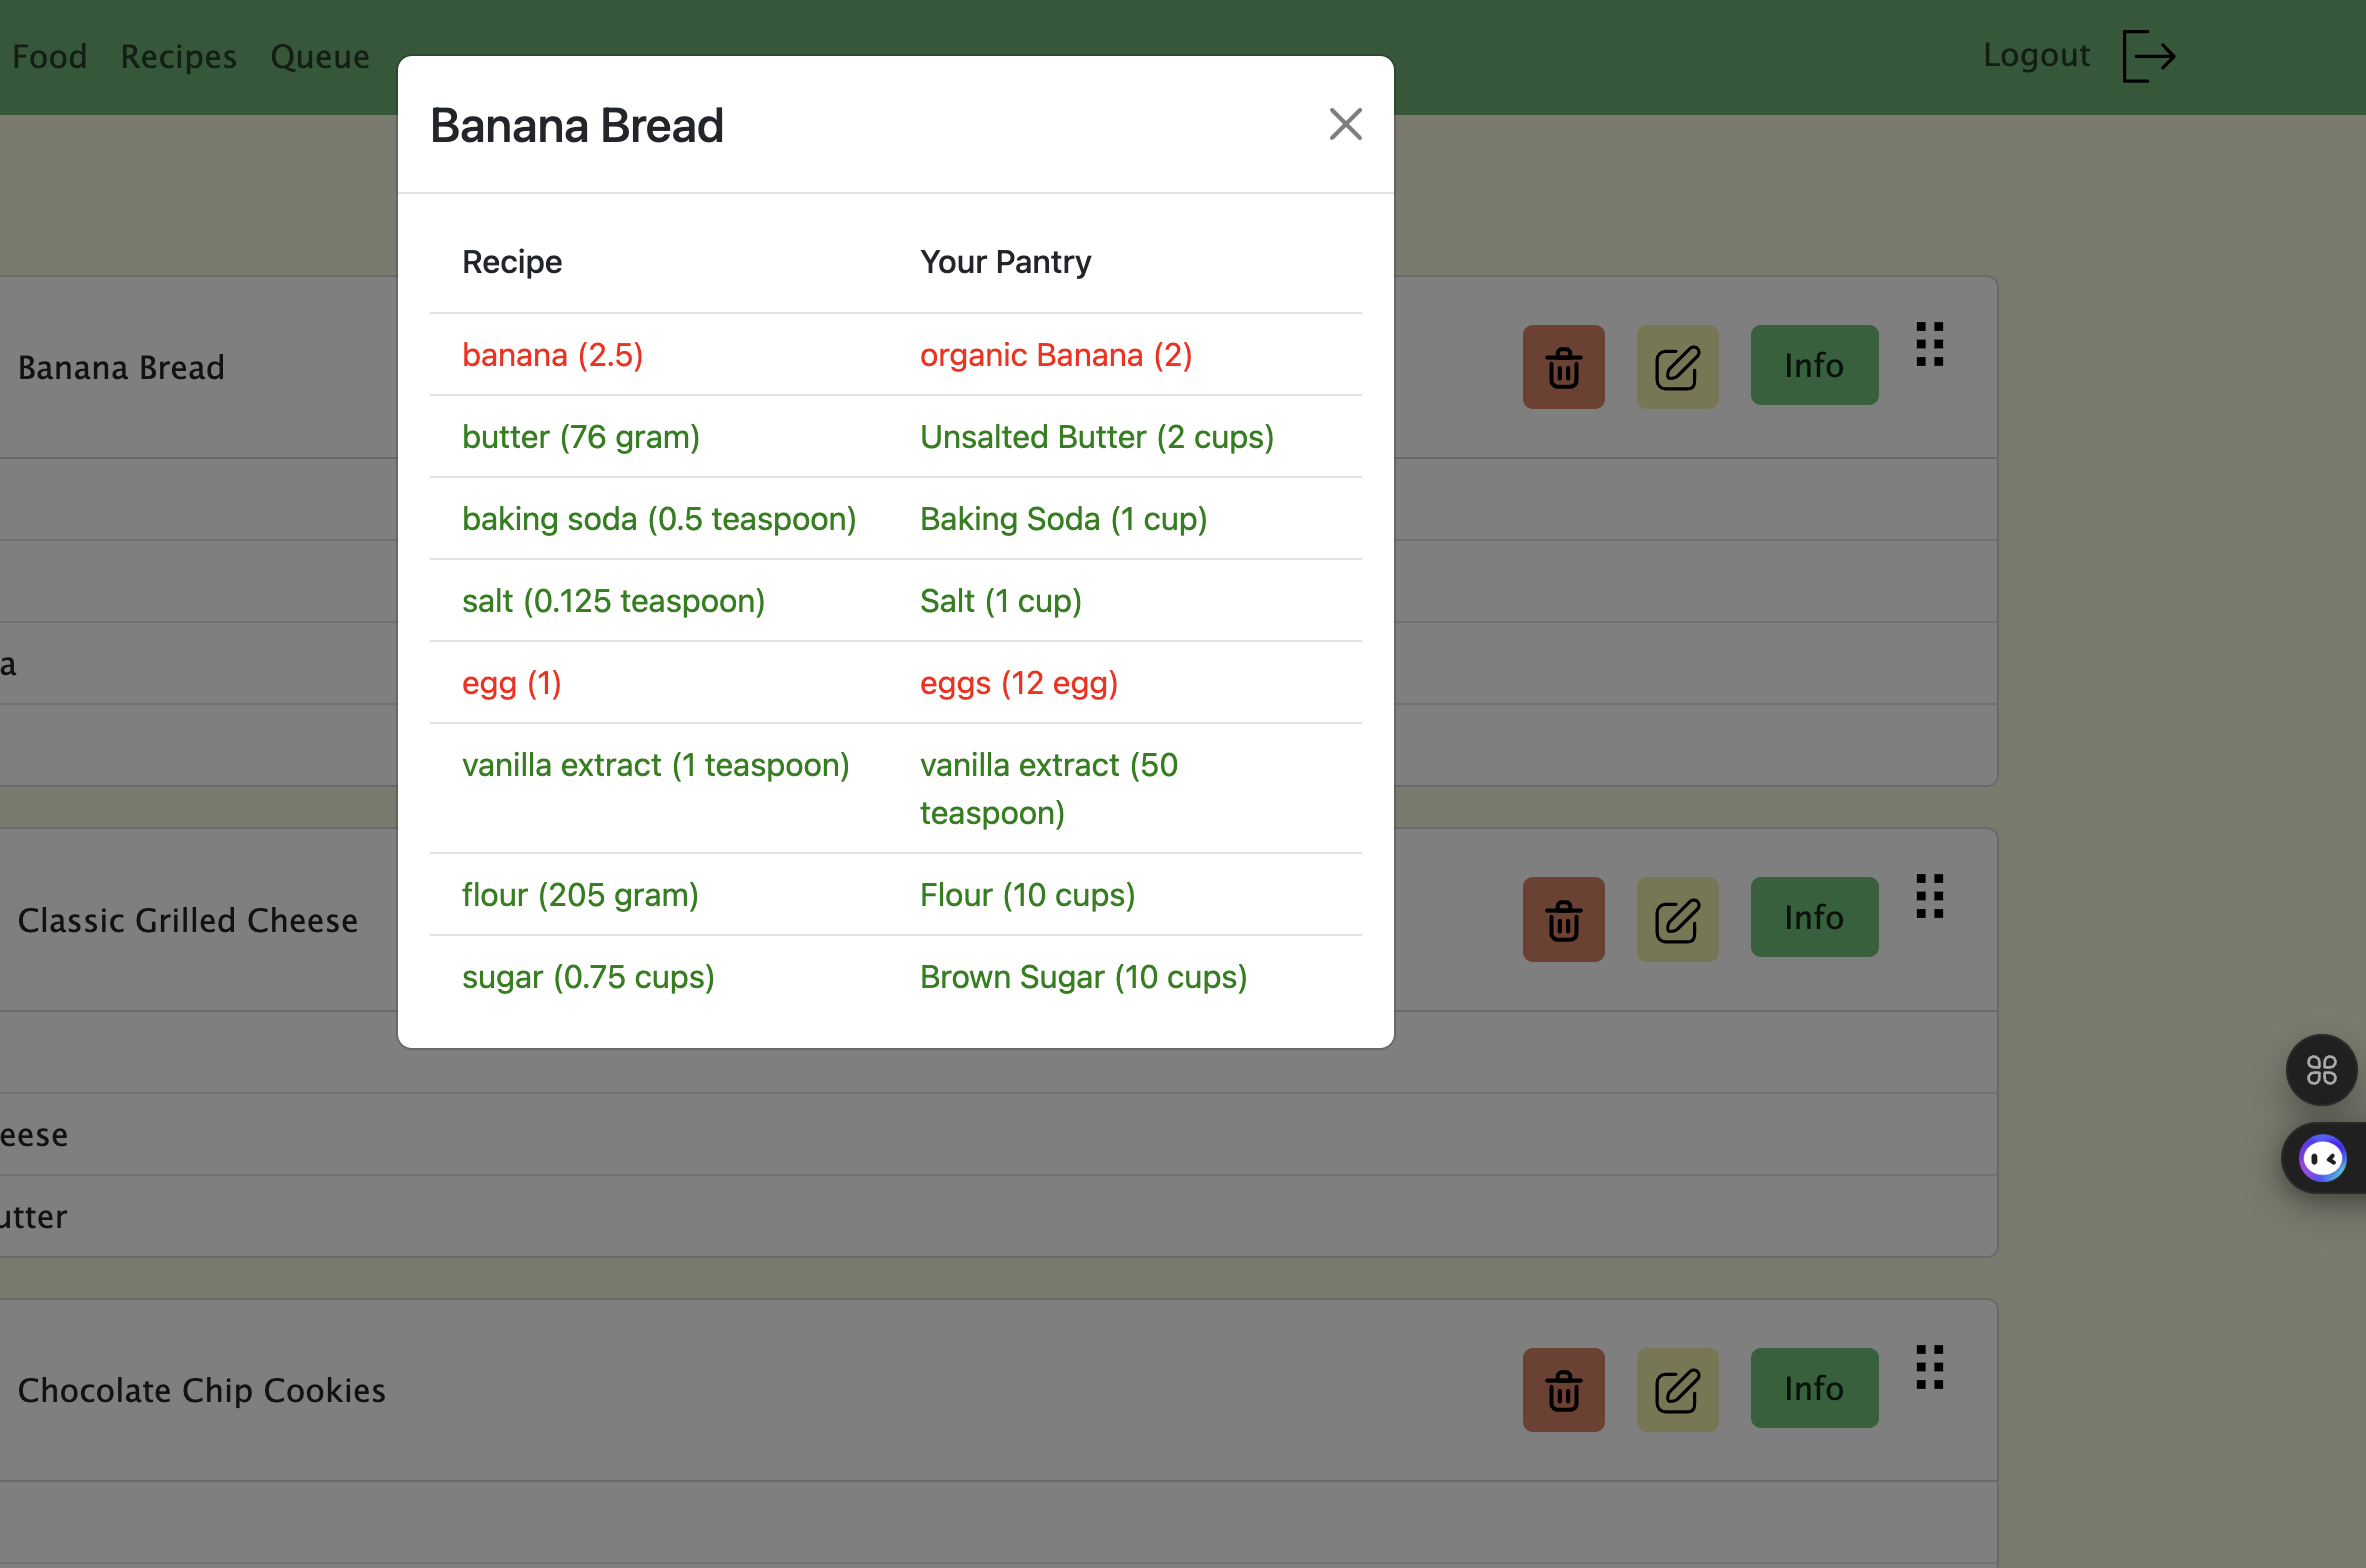 Food Recipes Queue
Logout
Banana Bread
Recipe Your Pantry
banana (2.5) organic Banana (2)
butter (76 gram) Unsalted Butter (2 cups)
baking soda (0.5 teaspoon) Baking Soda (1 cup)
salt (0.125 teaspoon) Salt (1 cup)
egg (1) eggs (12 egg)
vanilla extract (1 teaspoon) vanilla extract (50
teaspoon)
flour (205 gram) Flour (10 cups)
sugar (0.75 cups) Brown Sugar (10 cups)
Banana Bread
Info
a
Classic Grilled Cheese
Info
eese
utter
Chocolate Chip Cookies
Info